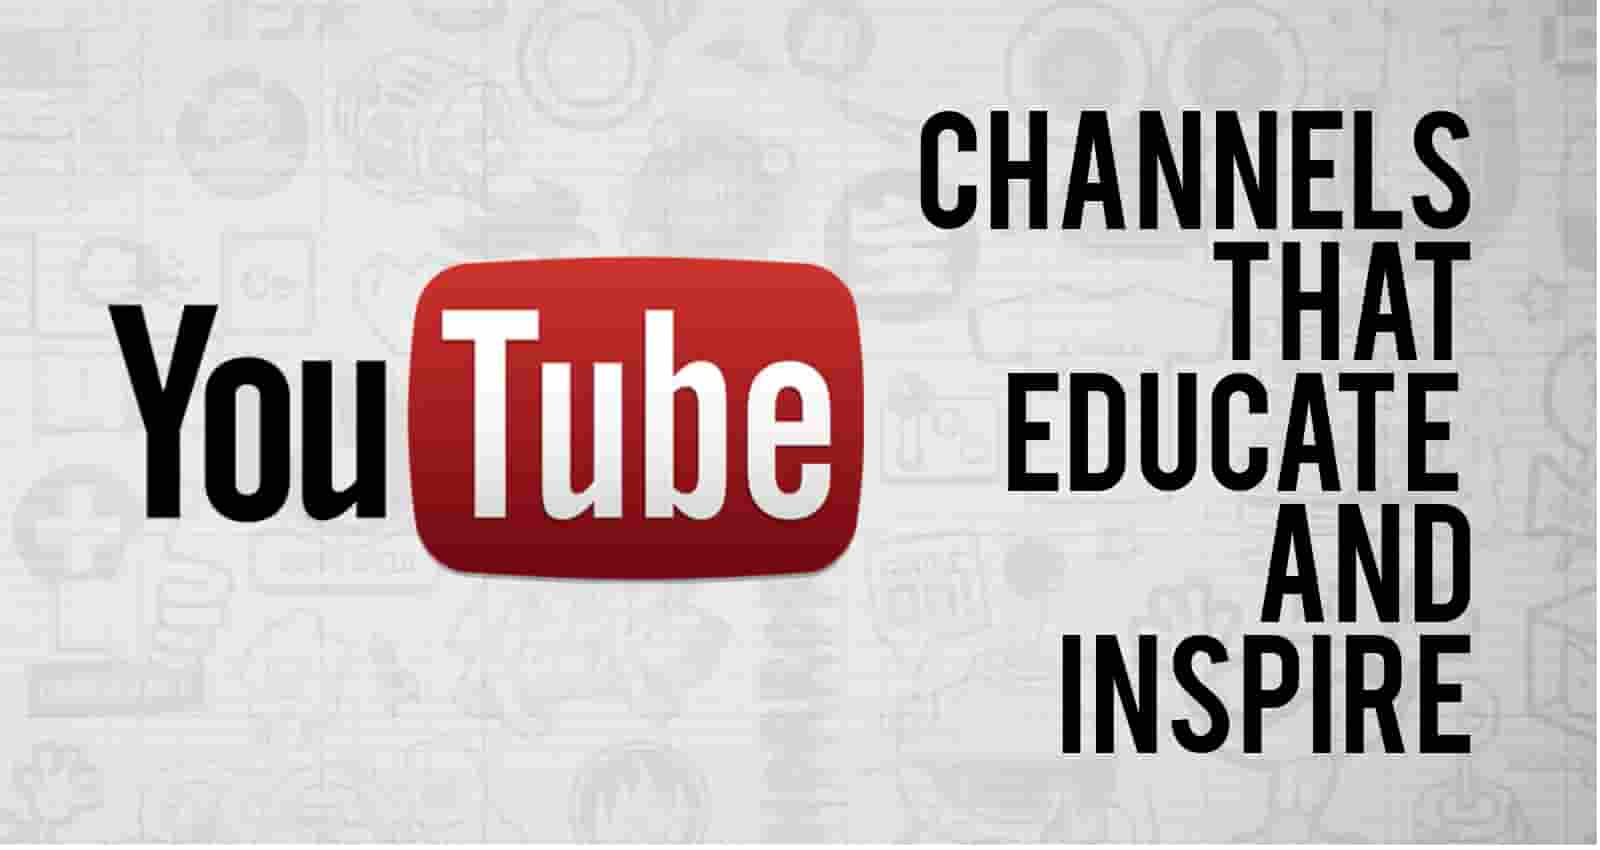 YouTube
CHANNELS
THAT
EDUCATE
AND
INSPIRE